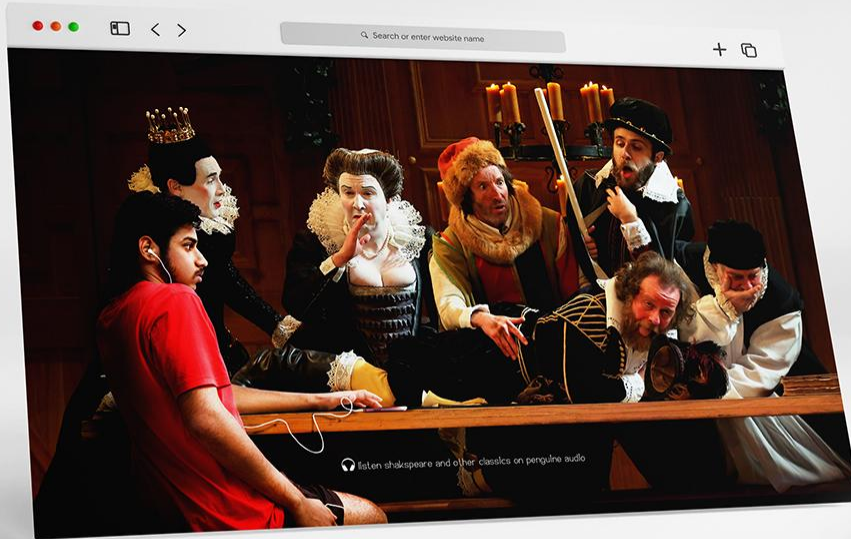 Search or enter website name
listen shakspeare and other classics on penguine audio